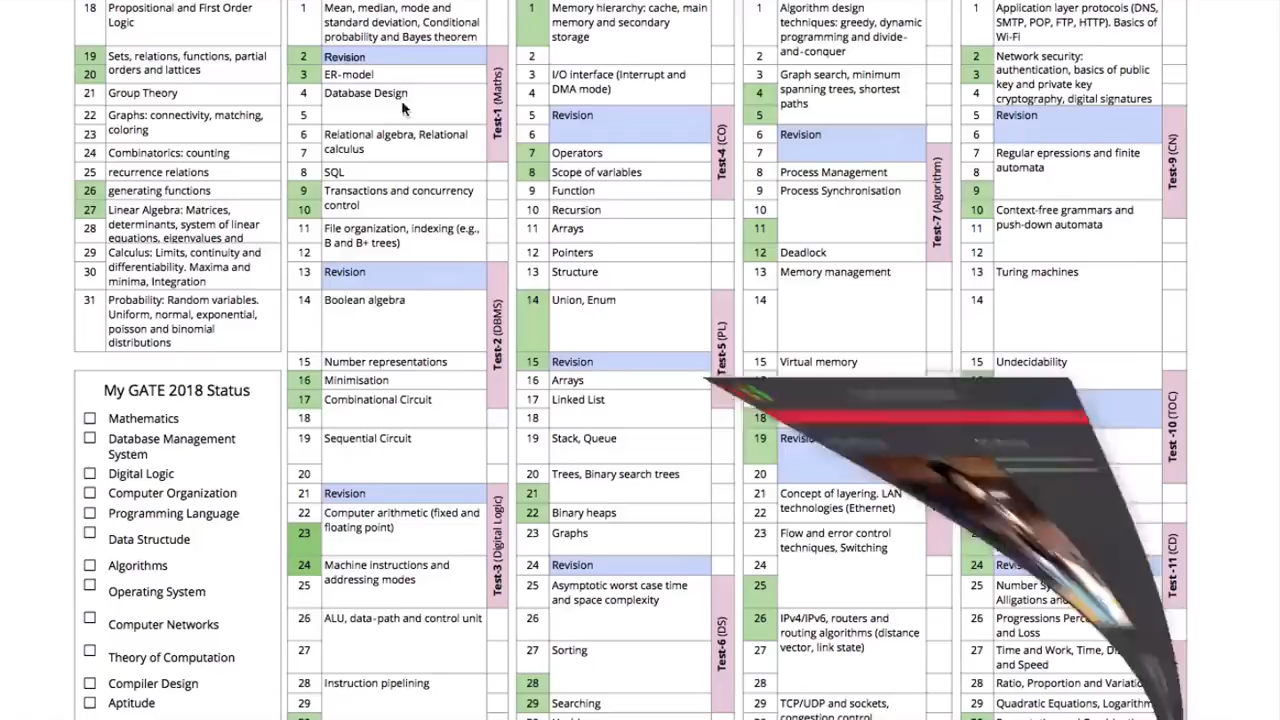 18 Propositional and First Order
Logic
19 Sets, relations, functions, partial
20 orders and lattices
21 Group Theory
22 Graphs: connectivity, matching,
23 coloring
24 Combinatorics: counting
25 recurrence relations
26 generating functions
27 Linear Algebra: Matrices,
determinants, system of linear
28 equations, eigenvalues and
29 Calculus: Limits, continuity and
differentiability. Maxima and
30 minima, Integration
31 Probability: Random variables.
Uniform, normal, exponential,
poisson and binomial
distributions
My GATE 2018 Status
Mathematics
Database Management
System
Digital Logic
Computer Organization
Programming Language
Data Structude
Algorithms
Operating System
Computer Networks
Theory of Computation
Compiler Design
Aptitude
1 Mean, median, mode and
standard deviation, Conditional
probability and Bayes theorem
2 Revision
3 ER-model
4 Database Design
5
6 Relational algebra, Relational
7 calculus
8 SQL
9 Transactions and concurrency
10 control
11 File organization, indexing (e.g.,
12 B and B+ trees)
13 Revision
14 Boolean algebra
15 Number representations
16 Minimisation
17 Combinational Circuit
18
19 Sequential Circuit
20
21 Revision
22 Computer arithmetic (fixed and
23 floating point)
24 Machine instructions and
25 addressing modes
26 ALU, data-path and control unit
27
28 Instruction pipelining
29
Test-1 (Maths)
Test-2 (DBMS)
Test-3 (Digital Logic)
1 Memory hierarchy: cache, main
memory and secondary
storage
2
3 I/O interface (Interrupt and
4 DMA mode)
5 Revision
6
7 Operators
8 Scope of variables
9 Function
10 Recursion
11 Arrays
12 Pointers
13 Structure
14 Union, Enum
15 Revision
16 Arrays
17 Linked List
18
19 Stack, Queue
20 Trees, Binary search trees
21
22 Binary heaps
23 Graphs
24 Revision
25 Asymptotic worst case time
and space complexity
26
27 Sorting
28
29 Searching
Test-4 (CO)
Test-5 (PL)
Test-6 (DS)
1 Algorithm design
techniques: greedy, dynamic
programming and divide-
2 and-conquer
3 Graph search, minimum
4 spanning trees, shortest
paths
5
6 Revision
7
8 Process Management
9 Process Synchronisation
10
11
12 Deadlock
13 Memory management
14
15 Virtual memory
18
19
20
21 Concept of layering. LAN
22 technologies (Ethernet)
23 Flow and error control
techniques, Switching
24
25
26 IPv4/IPv6, routers and
routing algorithms (distance
27 vector, link state)
28
29 TCP/UDP and sockets,
congestion control
Test-7 (Algorithm)
1 Application layer protocols (DNS,
SMTP, POP, FTP, HTTP). Basics of
Wi-Fi
2 Network security:
3 authentication, basics of public
key and private key
4 cryptography, digital signatures
5 Revision
6
7 Regular epressions and finite
8 automata
9
10 Context-free grammars and
11 push-down automata
12
13 Turing machines
14
15 Undecidability
24
25 Number
Alligations
26 Progressions
and Loss
27 Time and Work, Time,
and Speed
28 Ratio, Proportion and
29 Quadratic Equations,
Test-9 (CN)
Test -10 (TOC)
Test -11 (CD)